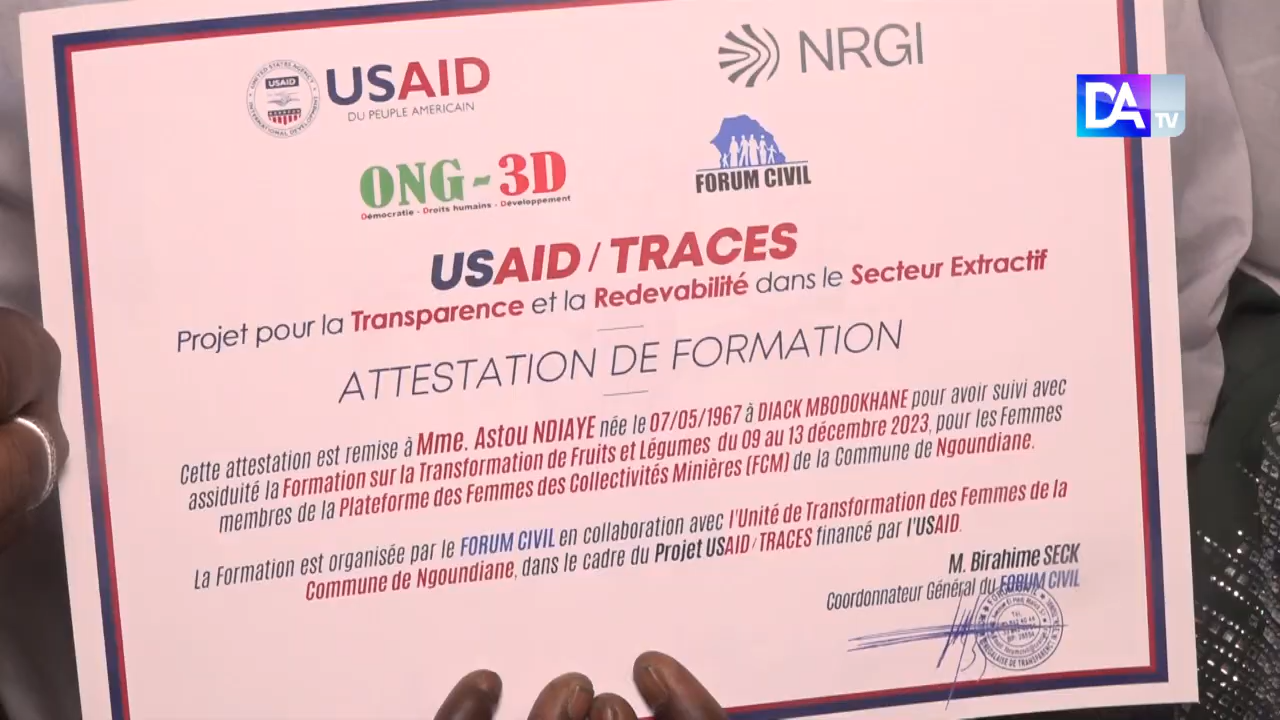 USAID
DU PEUPLE AMERICAIN
NRGI
DA TV
ONG-3D
Démocratie - Droits humains - Développement
FORUM CIVIL
USAID / TRACES
Projet pour la Transparence et la Redevabilité dans le Secteur Extractif
ATTESTATION DE FORMATION
Cette attestation est remise à Mme. Astou NDIAYE née le 07/05/1967 à DIACK MBODOKHANE pour avoir suivi avec
assiduité la Formation sur la Transformation de Fruits et Légumes du 09 au 13 décembre 2023, pour les Femmes
membres de la Plateforme des Femmes des Collectivités Minières (FCM) de la Commune de Ngoundiane.
La Formation est organisée par le FORUM CIVIL en collaboration avec l'Unité de Transformation des Femmes de la
Commune de Ngoundiane, dans le cadre du Projet USAID/TRACES financé par l'USAID.
M. Birahime SECK
Coordonnateur Général du FORUM CIVIL